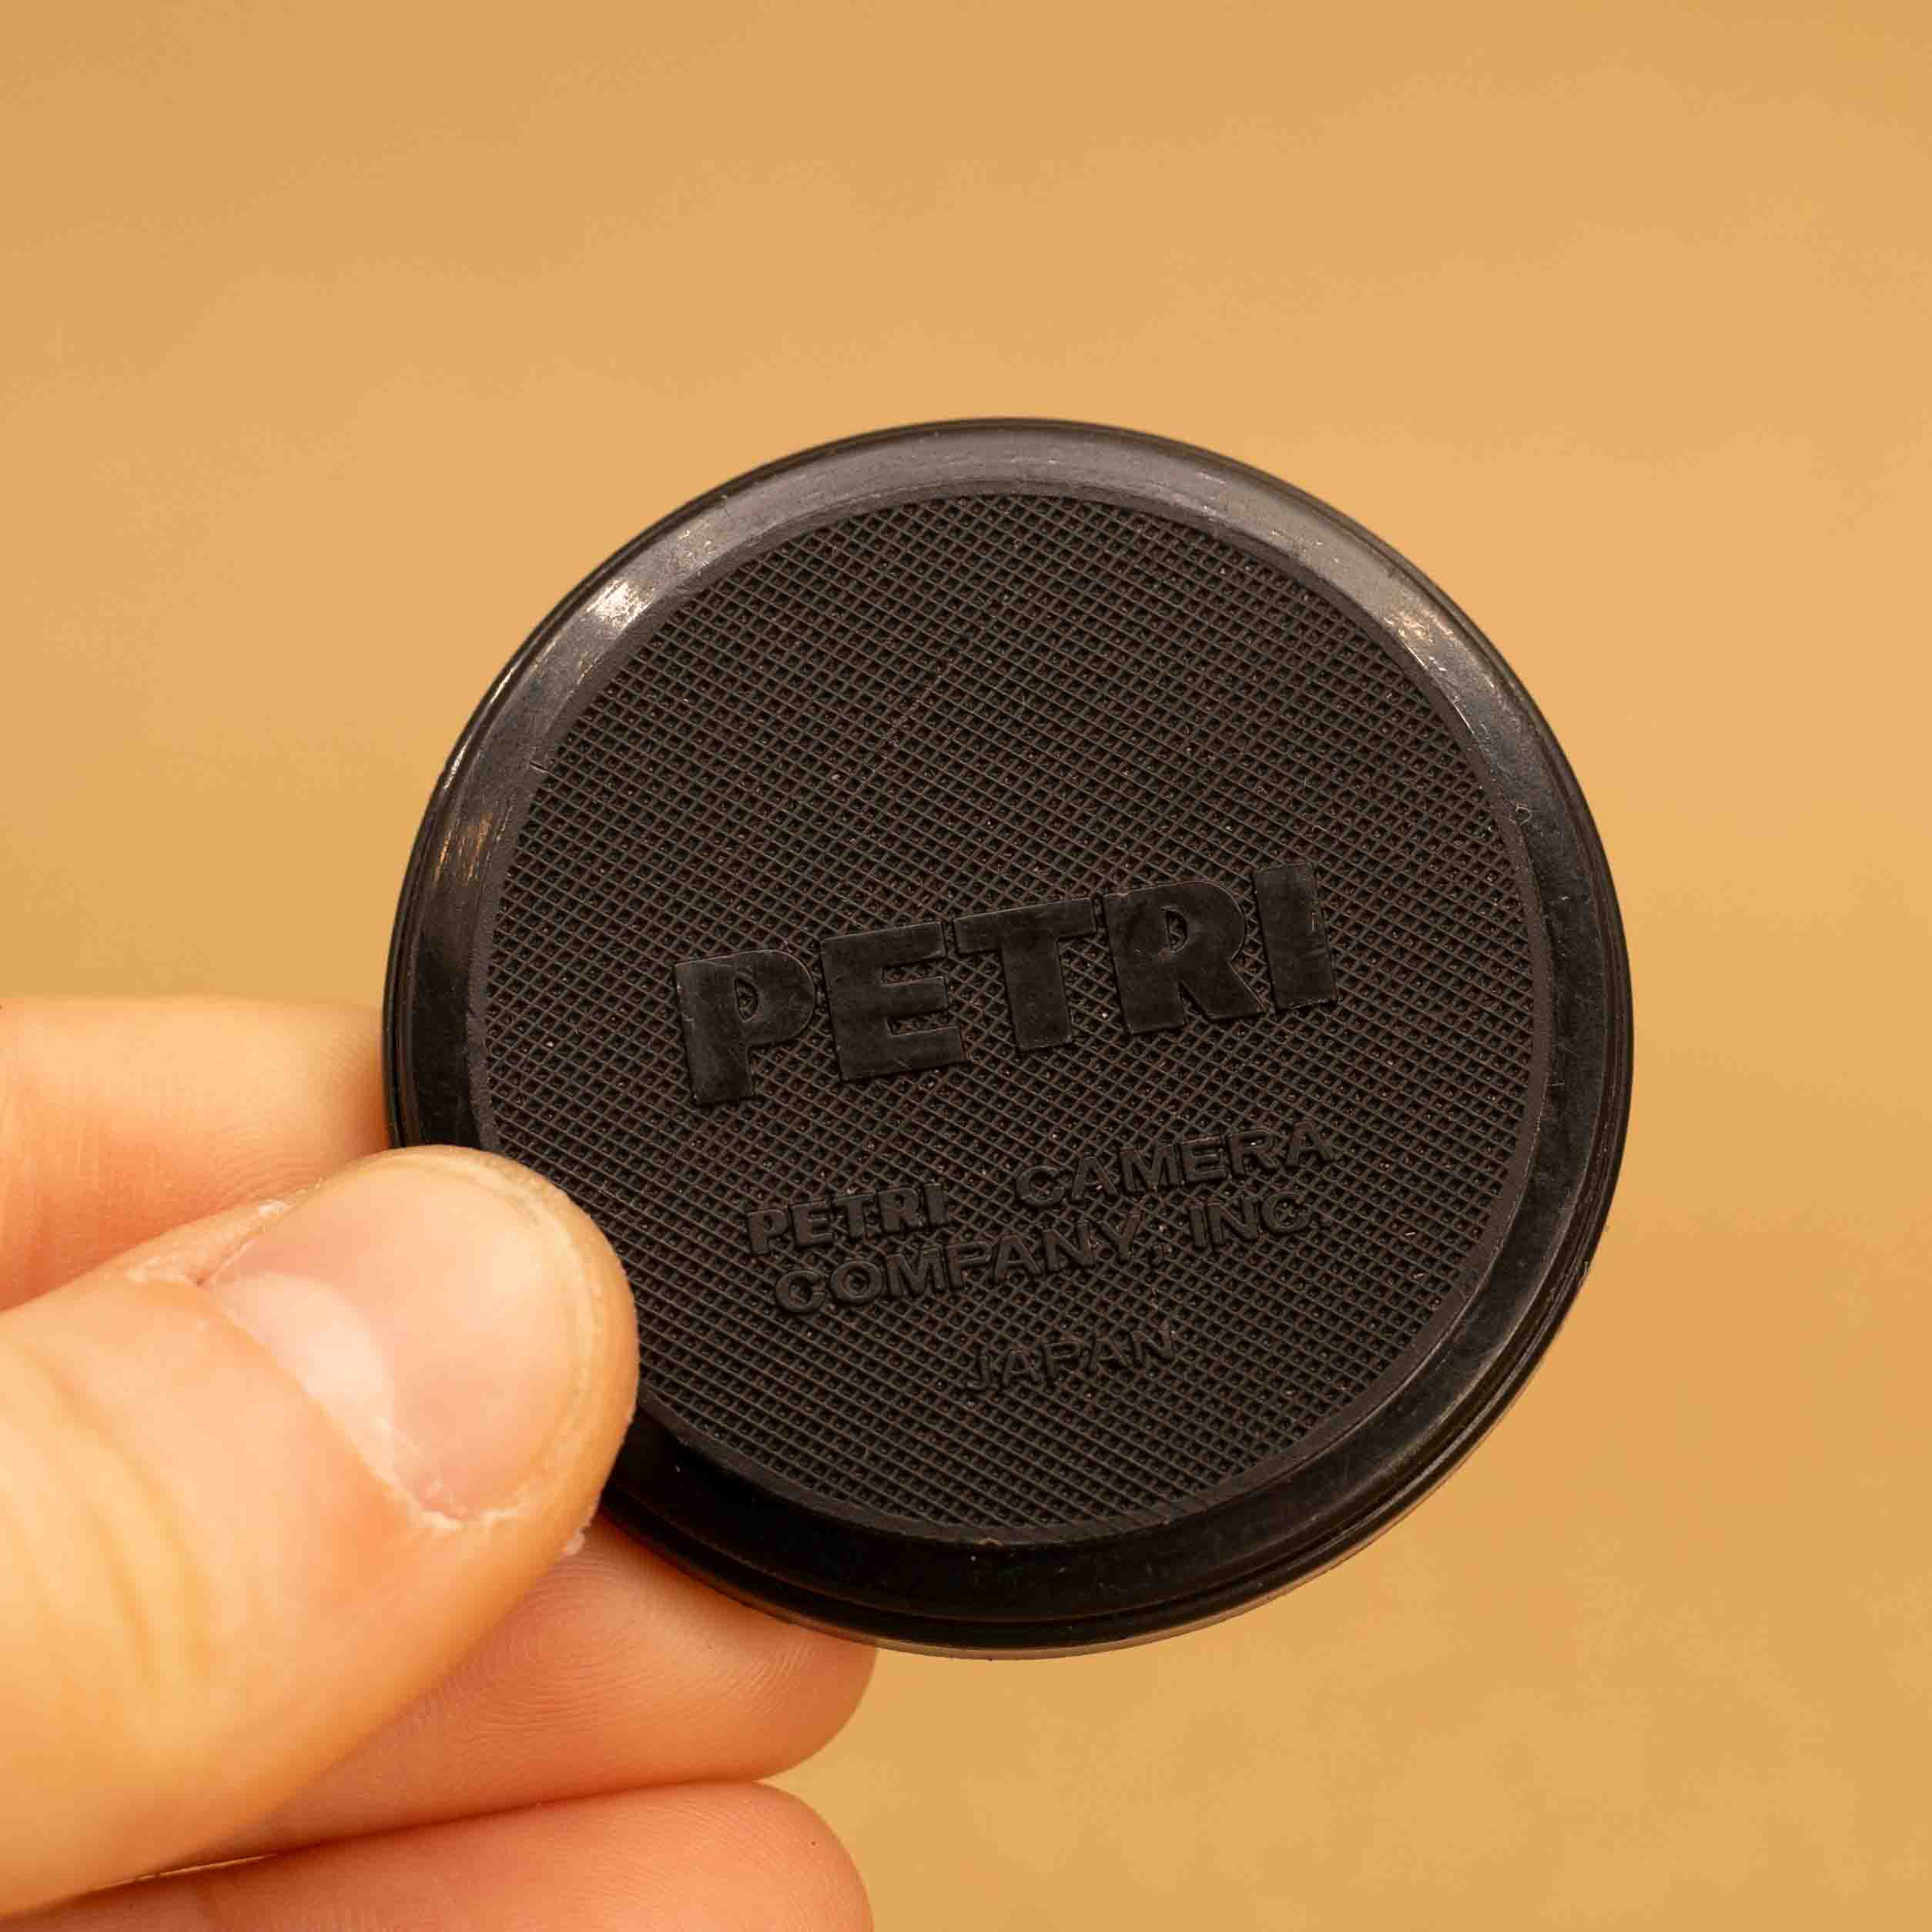 PETRI
PETRI CAMERA
COMPANY, INC.
JAPAN